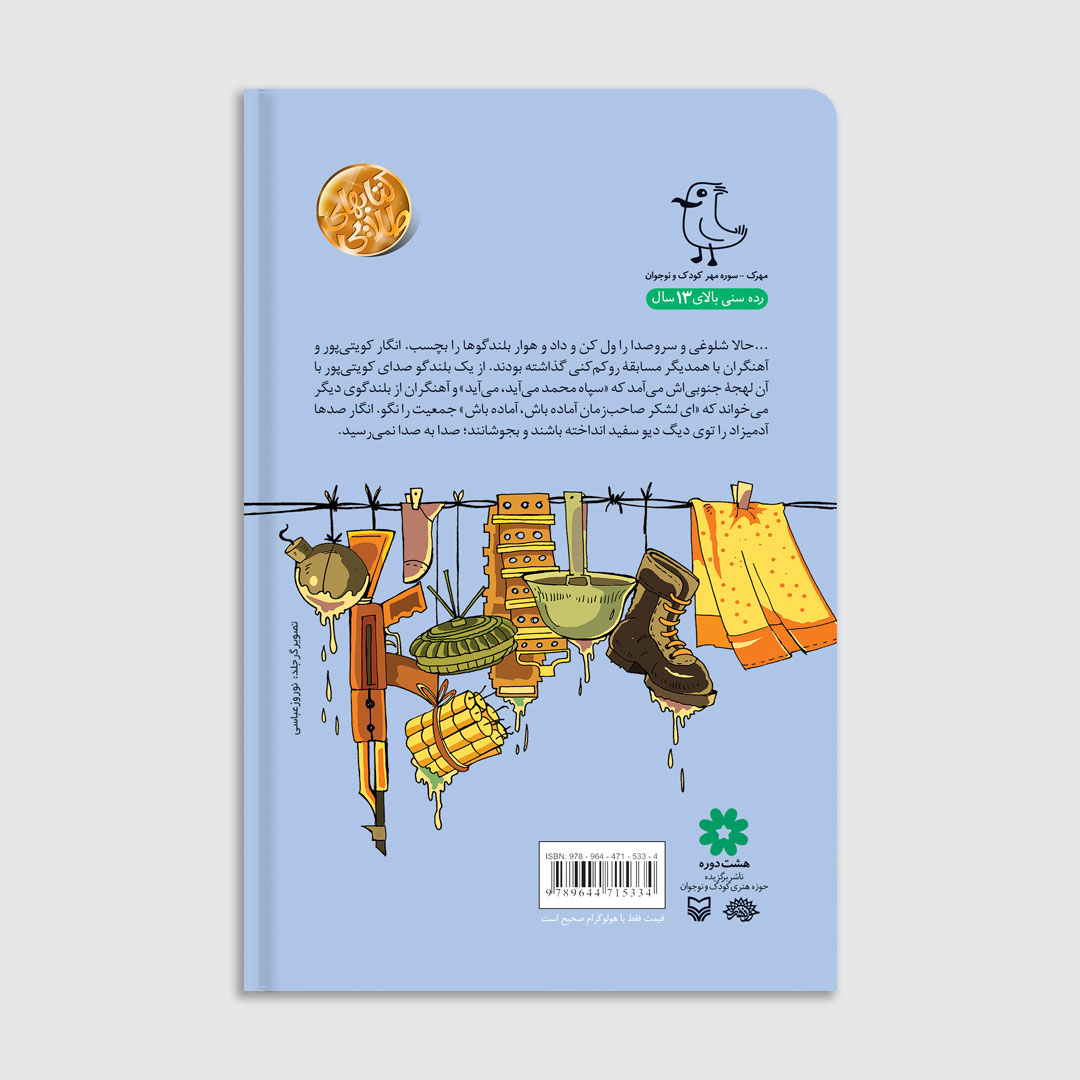 کتابهای
طلایی
مهرک - سوره مهر کودک و نوجوان
رده سنی بالای ۱۳ سال
...حالا شلوغی و سروصدا را ول کن و داد و هوار بلندگوها را بچسب. انگار کویتی‌پور و
آهنگران با همدیگر مسابقهٔ روکم‌کنی گذاشته بودند. از یک بلندگو صدای کویتی‌پور با
آن لهجهٔ جنوبی‌اش می‌آمد که «سپاه محمد می‌آید، می‌آید» و آهنگران از بلندگوی دیگر
می‌خواند که «ای لشکر صاحب‌زمان آماده باش، آماده باش» جمعیت را نگو. انگار صدها
آدمیزاد را توی دیگ دیو سفید انداخته باشند و بجوشانند؛ صدا به صدا نمی‌رسید.
تصویرگر جلد: نوروز عباسی
هشت دوره
ناشر برگزیده
حوزه هنری کودک و نوجوان
ISBN: 978 - 964 - 471 - 533 - 4
9 789644 715334
قیمت فقط با هولوگرام صحیح است